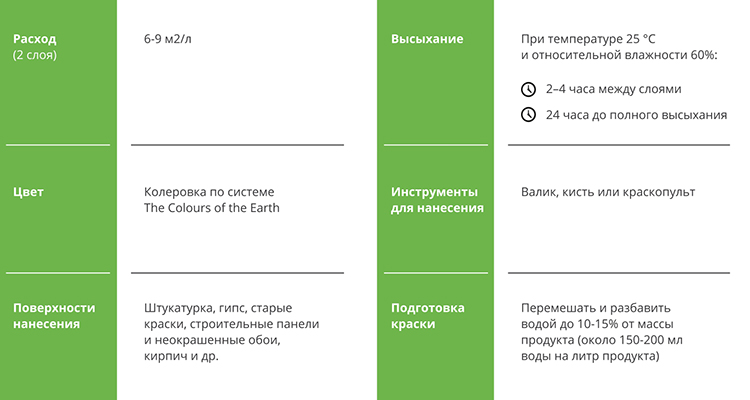 Расход
(2 слоя)
6-9 м2/л
Высыхание
При температуре 25 °C
и относительной влажности 60%:
2–4 часа между слоями
24 часа до полного высыхания
Цвет
Колеровка по системе
The Colours of the Earth
Инструменты
для нанесения
Валик, кисть или краскопульт
Поверхности
нанесения
Штукатурка, гипс, старые
краски, строительные панели
и неокрашенные обои,
кирпич и др.
Подготовка
краски
Перемешать и разбавить
водой до 10-15% от массы
продукта (около 150-200 мл
воды на литр продукта)